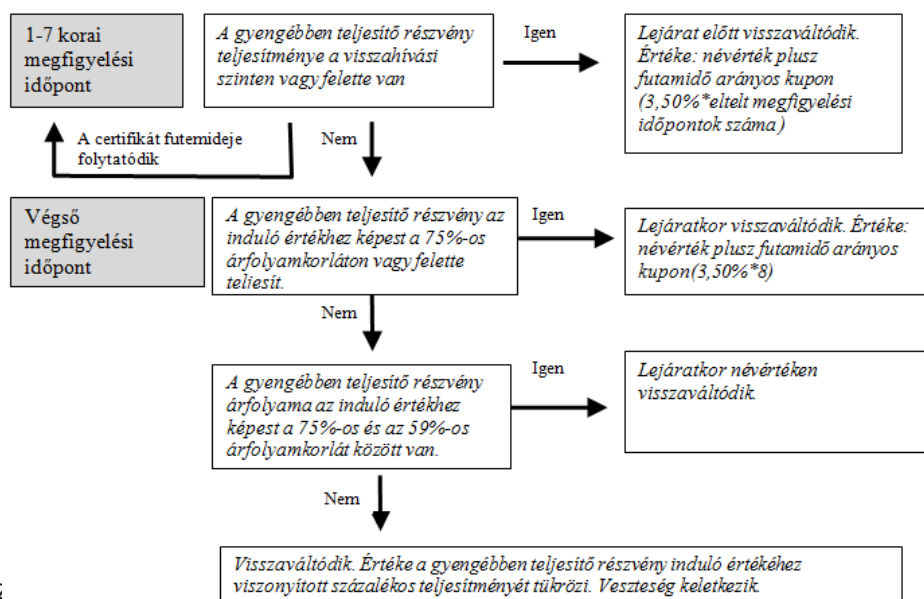 1-7 korai
megfigyelési
időpont
A gyengébben teljesítő részvény
teljesítménye a visszahívási
szinten vagy felette van
Igen
Lejárat előtt visszaváltódik.
Értéke: névérték plusz
futamidő arányos kupon
(3,50%*eltelt megfigyelési
időpontok száma )
A certifikát futemideje
folytatódik
Nem
Végső
megfigyelési
időpont
A gyengébben teljesítő részvény az
induló értékhez képest a 75%-os
árfolyamkorláton vagy felette
teljesít.
Igen
Lejáratkor visszaváltódik. Értéke:
névérték plusz futamidő arányos
kupon(3,50%*8)
Nem
A gyengébben teljesítő részvény
árfolyama az induló értékhez
képest a 75%-os és az 59%-os
árfolyamkorlát között van.
Igen
Lejáratkor névértéken
visszaváltódik.
Nem
Visszaváltódik. Értéke a gyengébben teljesítő részvény induló értékéhez
viszonyított százalékos teljesítményét tükrözi. Veszteség keletkezik.